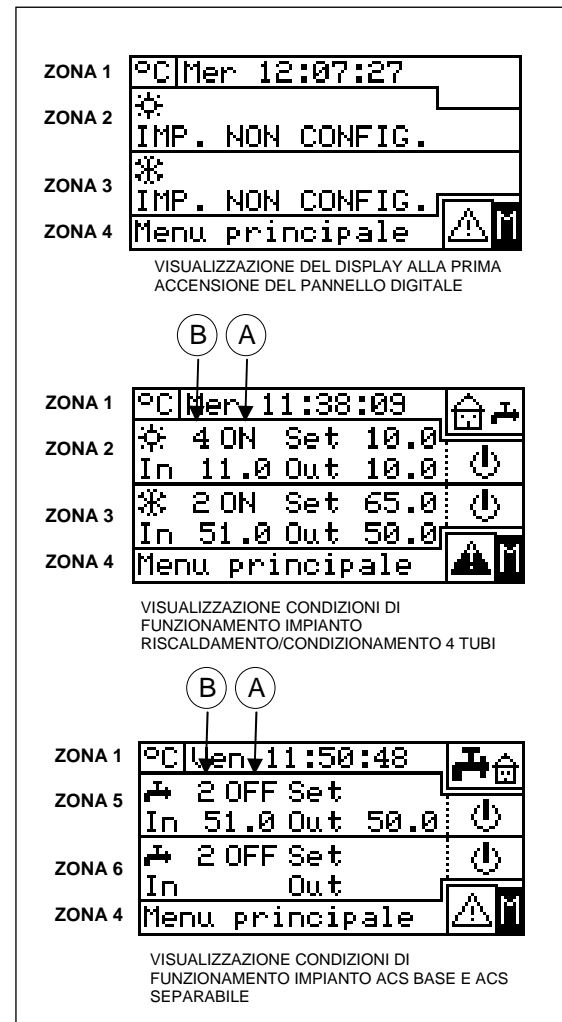 ZONA 1 °C Mer 12:07:27
ZONA 2
IMP. NON CONFIG.
ZONA 3
IMP. NON CONFIG.
ZONA 4 Menu principale M
VISUALIZZAZIONE DEL DISPLAY ALLA PRIMA
ACCENSIONE DEL PANNELLO DIGITALE
B A
ZONA 1 °C Mer 11:38:09
ZONA 2 4 ON Set 10.0
In 11.0 Out 10.0
ZONA 3 2 ON Set 65.0
In 51.0 Out 50.0
ZONA 4 Menu principale M
VISUALIZZAZIONE CONDIZIONI DI
FUNZIONAMENTO IMPIANTO
RISCALDAMENTO/CONDIZIONAMENTO 4 TUBI
B A
ZONA 1 °C Ven 11:50:48
ZONA 5 2 OFF Set
In 51.0 Out 50.0
ZONA 6 2 OFF Set
In Out
ZONA 4 Menu principale M
VISUALIZZAZIONE CONDIZIONI DI
FUNZIONAMENTO IMPIANTO ACS BASE E ACS
SEPARABILE